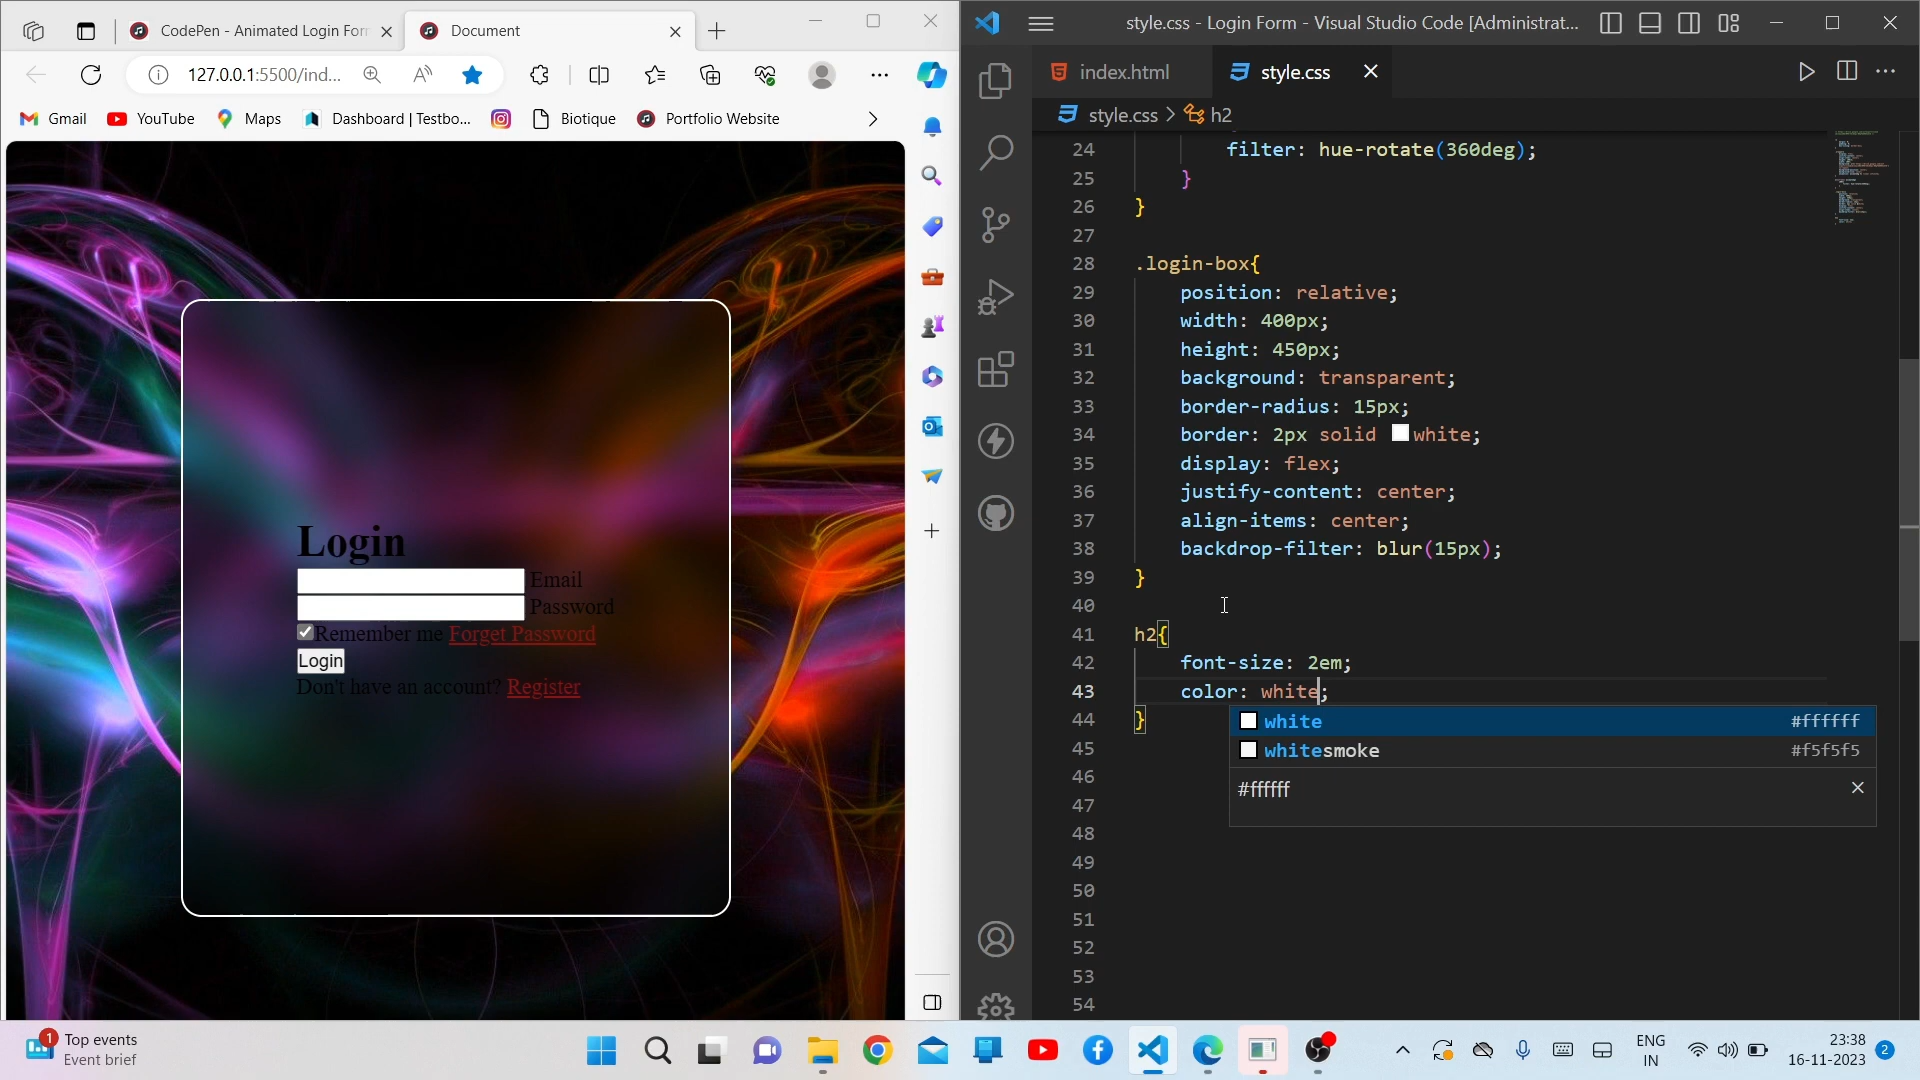 CodePen - Animated Login For
Document
127.0.0.1:5500/ind...
Gmail
YouTube
Maps
Dashboard | Testbo...
Biotique
Portfolio Website
Login
Email
Password
Remember me Forget Password
Login
Don't have an account? Register
style.css - Login Form - Visual Studio Code [Administrat...
index.html
style.css
style.css > h2
24 filter: hue-rotate(360deg);
25 }
26 }
27
28 .login-box{
29 position: relative;
30 width: 400px;
31 height: 450px;
32 background: transparent;
33 border-radius: 15px;
34 border: 2px solid white;
35 display: flex;
36 justify-content: center;
37 align-items: center;
38 backdrop-filter: blur(15px);
39 }
40
41 h2{
42 font-size: 2em;
43 color: white;
44 }
white #ffffff
whitesmoke #f5f5f5
#ffffff
45
46
47
48
49
50
51
52
53
54
1
Top events
Event brief
ENG
IN
23:38
16-11-2023
2